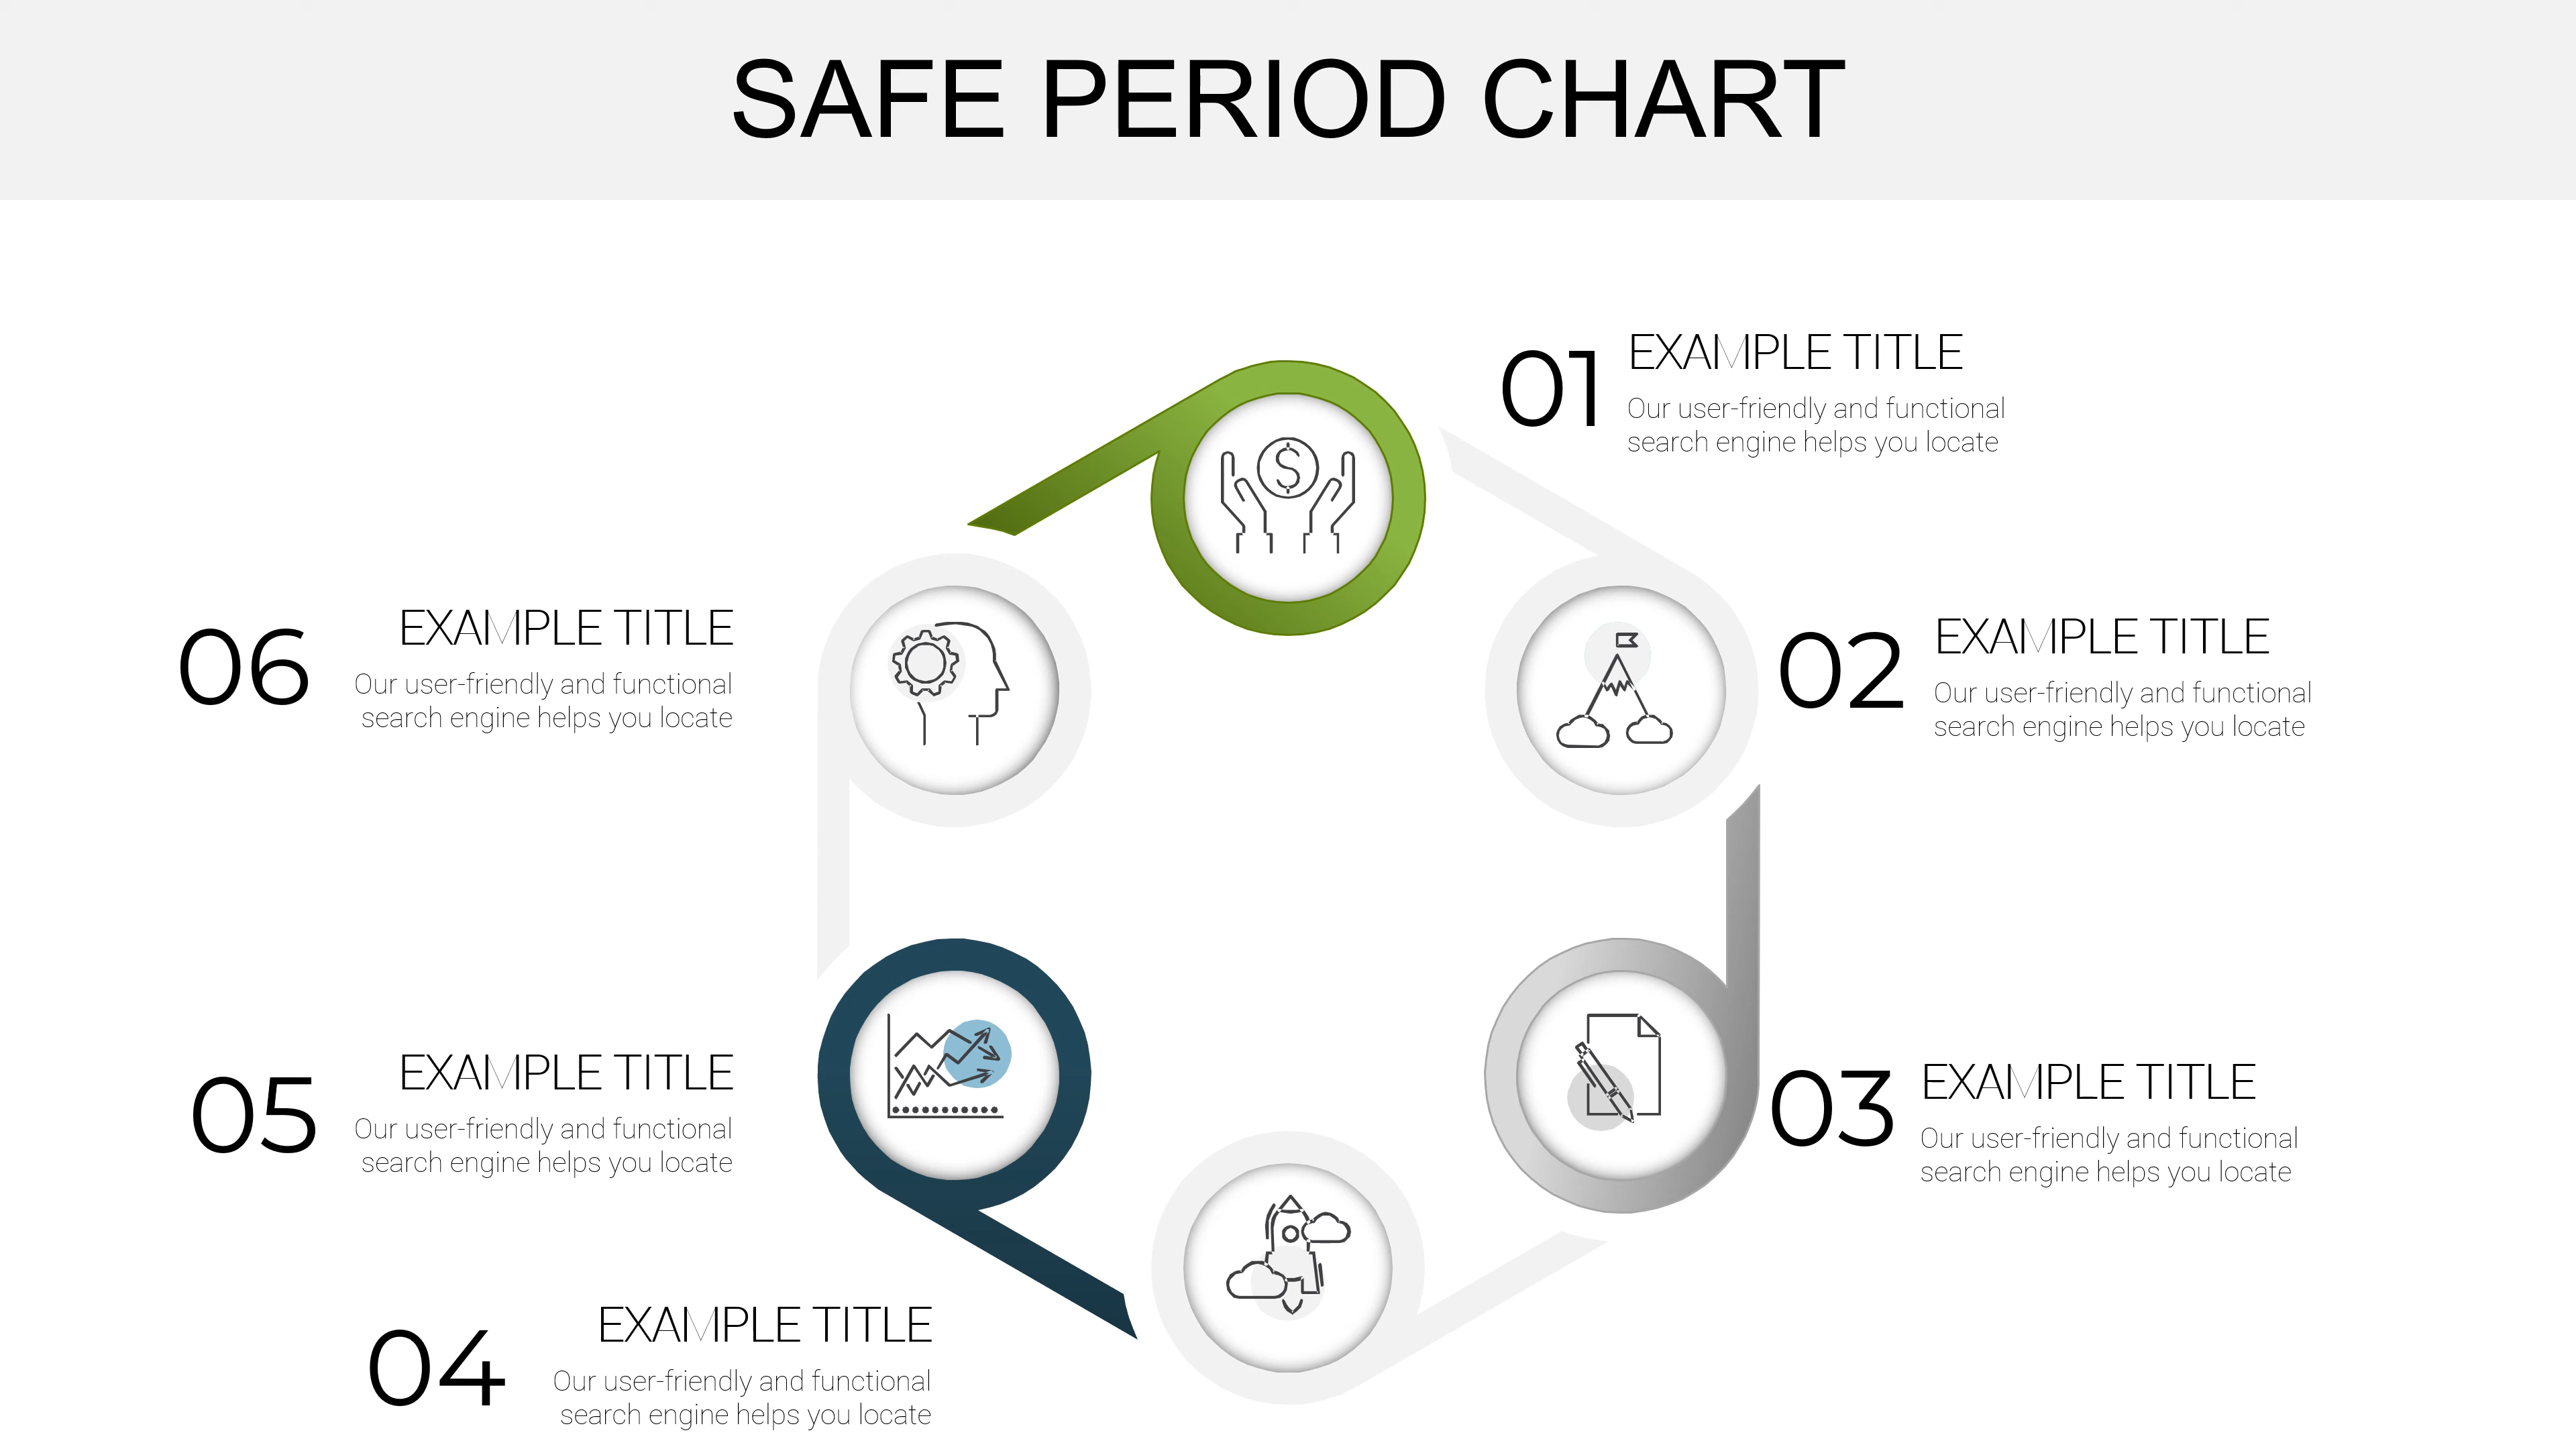 SAFE PERIOD CHART
01
EXAMPLE TITLE
Our user-friendly and functional
search engine helps you locate
02
EXAMPLE TITLE
Our user-friendly and functional
search engine helps you locate
03
EXAMPLE TITLE
Our user-friendly and functional
search engine helps you locate
04
EXAMPLE TITLE
Our user-friendly and functional
search engine helps you locate
05
EXAMPLE TITLE
Our user-friendly and functional
search engine helps you locate
06
EXAMPLE TITLE
Our user-friendly and functional
search engine helps you locate
$